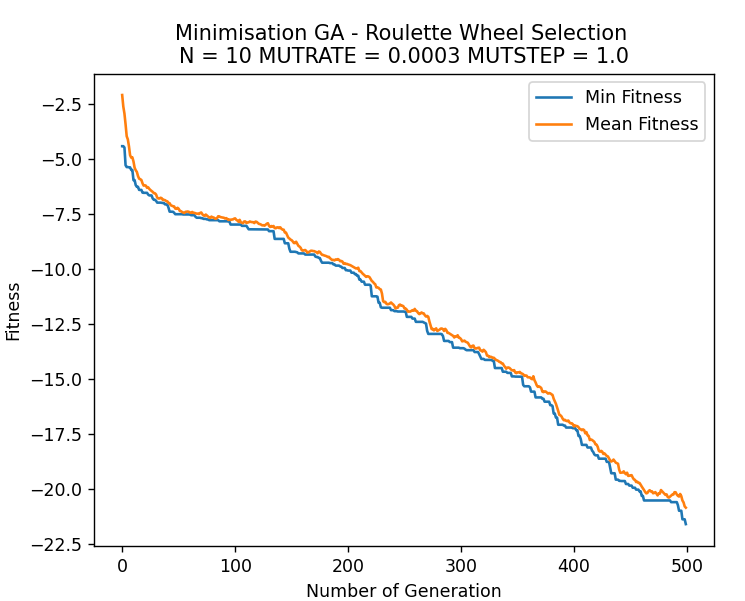 Minimisation GA - Roulette Wheel Selection
N = 10 MUTRATE = 0.0003 MUTSTEP = 1.0
Min Fitness
Mean Fitness
−2.5
−5.0
−7.5
−10.0
−12.5
−15.0
−17.5
−20.0
−22.5
Fitness
0 100 200 300 400 500
Number of Generation